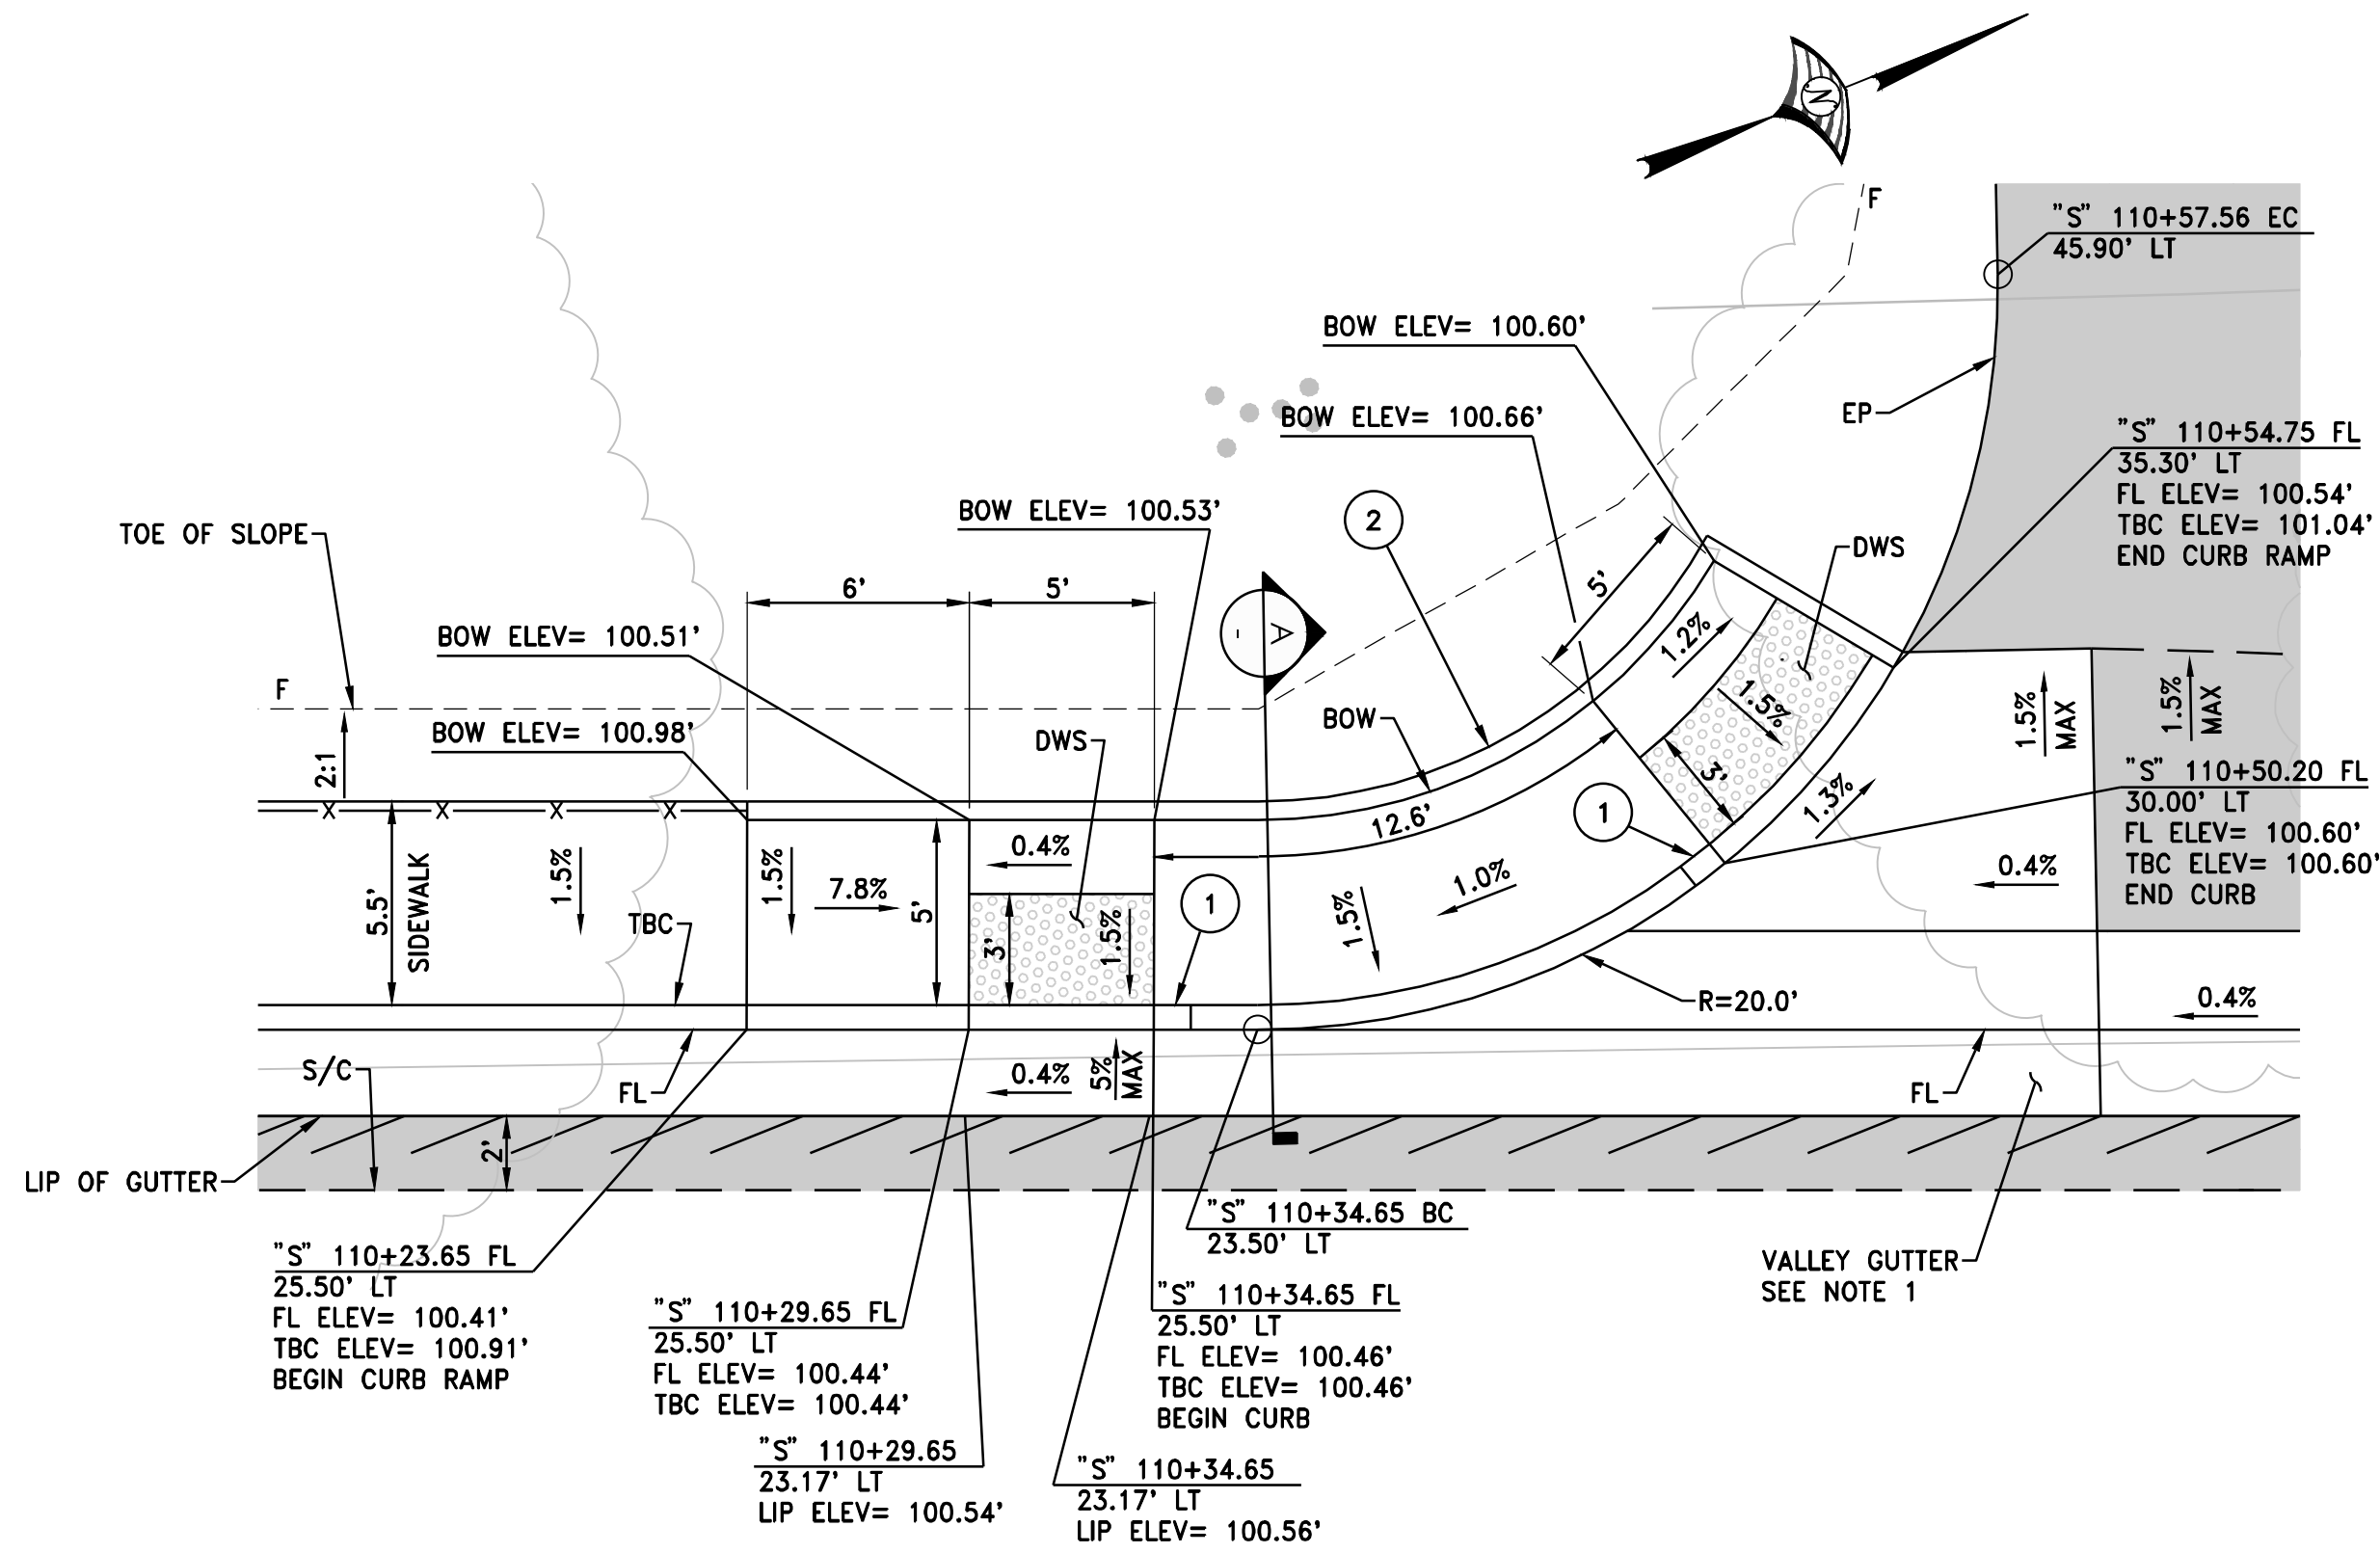 N
F
"S" 110+57.56 EC
45.90' LT
BOW ELEV= 100.60'
BOW ELEV= 100.66'
EP
"S" 110+54.75 FL
35.30' LT
FL ELEV= 100.54'
TBC ELEV= 101.04'
END CURB RAMP
BOW ELEV= 100.53'
2
TOE OF SLOPE
DWS
6'
5'
5'
A
-
BOW ELEV= 100.51'
1.2%
F
BOW
1.5%
1.5%
MAX
1.5%
MAX
BOW ELEV= 100.98'
DWS
2:1
3'
"S" 110+50.20 FL
30.00' LT
FL ELEV= 100.60'
TBC ELEV= 100.60'
END CURB
X X X X
12.6'
1
1.3%
0.4%
0.4%
5.5'
SIDEWALK
1.5%
1.5%
7.8%
5'
1.0%
1
TBC
3'
1.5%
1.5%
R=20.0'
0.4%
S/C
FL
0.4%
5%
MAX
FL
2'
LIP OF GUTTER
"S" 110+34.65 BC
23.50' LT
"S" 110+23.65 FL
25.50' LT
FL ELEV= 100.41'
TBC ELEV= 100.91'
BEGIN CURB RAMP
VALLEY GUTTER
SEE NOTE 1
"S" 110+29.65 FL
25.50' LT
FL ELEV= 100.44'
TBC ELEV= 100.44'
"S" 110+34.65 FL
25.50' LT
FL ELEV= 100.46'
TBC ELEV= 100.46'
BEGIN CURB
"S" 110+29.65
23.17' LT
LIP ELEV= 100.54'
"S" 110+34.65
23.17' LT
LIP ELEV= 100.56'